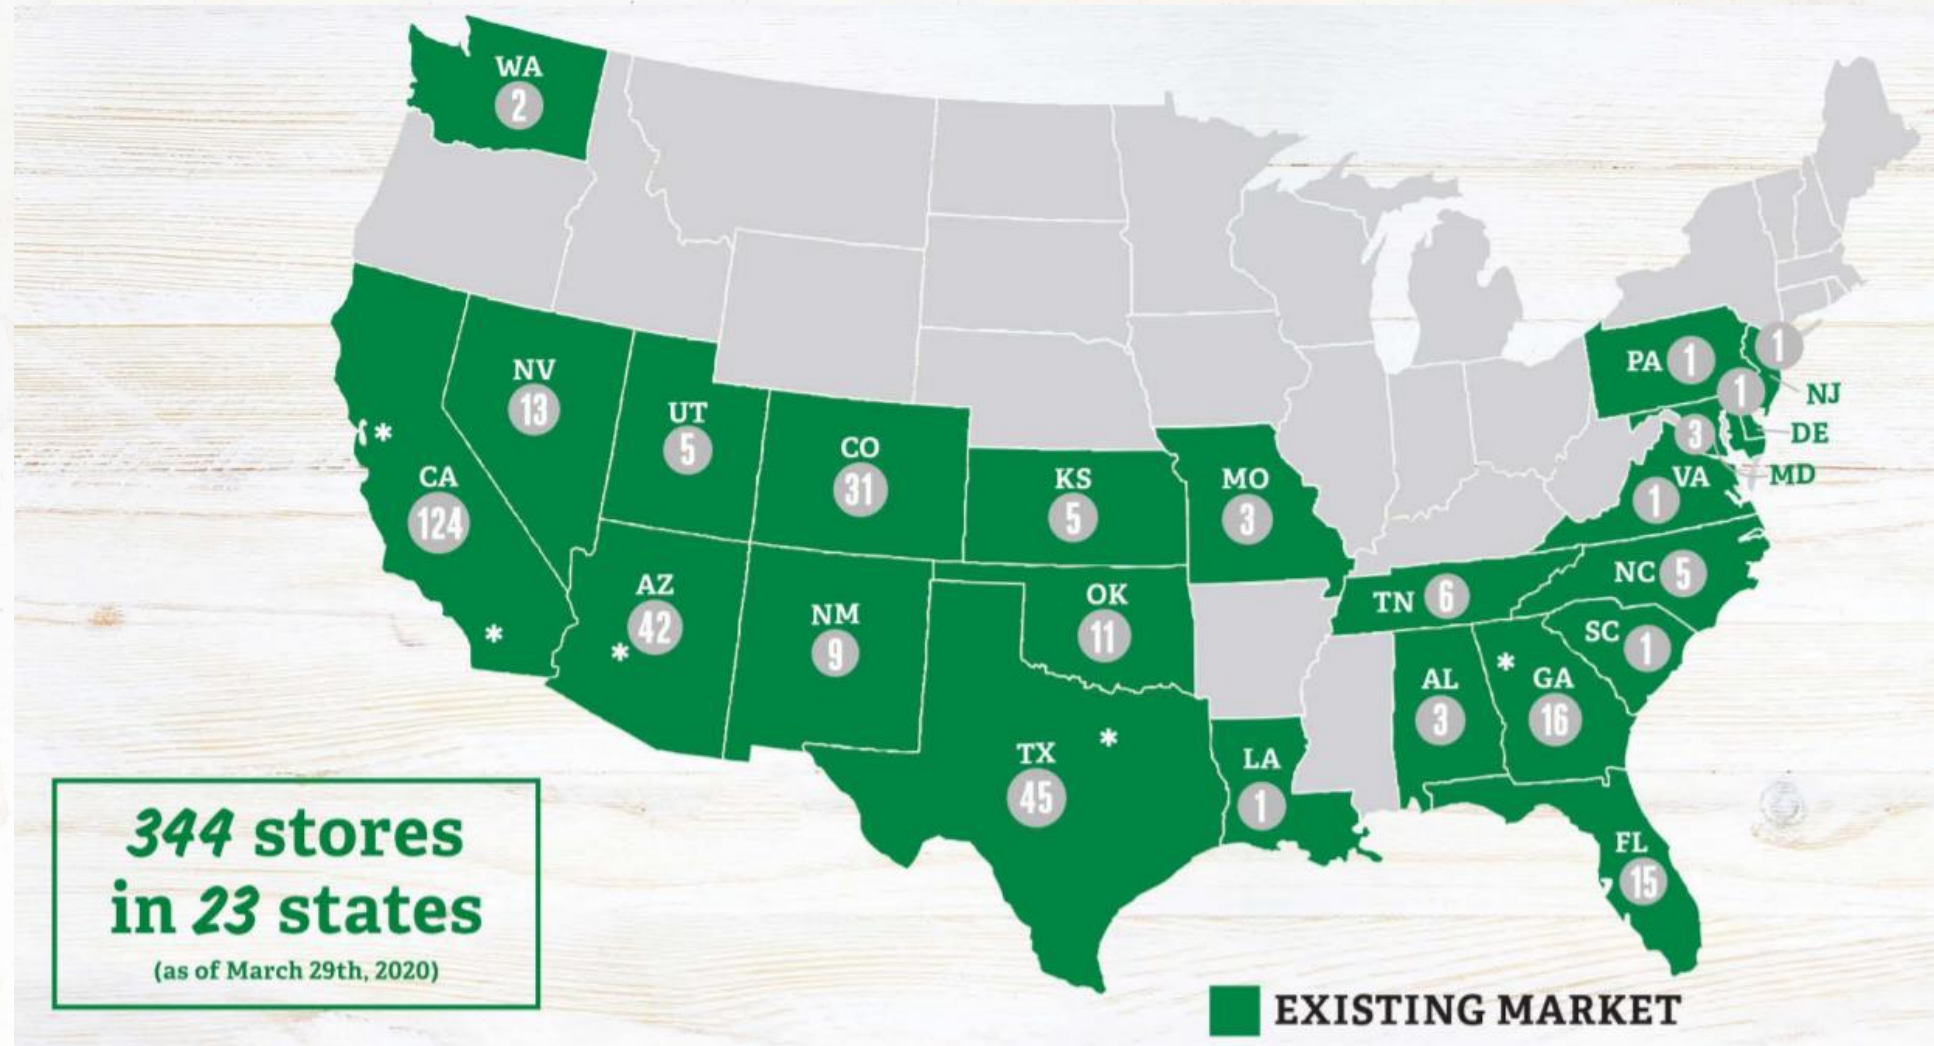 WA
2
NV
13
UT
5
CO
31
CA
124
*
*
AZ
42
*
NM
9
KS
5
OK
11
TX
45
*
MO
3
LA
1
TN 6
AL
3
*
GA
16
FL
15
SC 1
NC 5
VA
1
PA 1
1
NJ
1
DE
3
MD
344 stores
in 23 states
(as of March 29th, 2020)
EXISTING MARKET